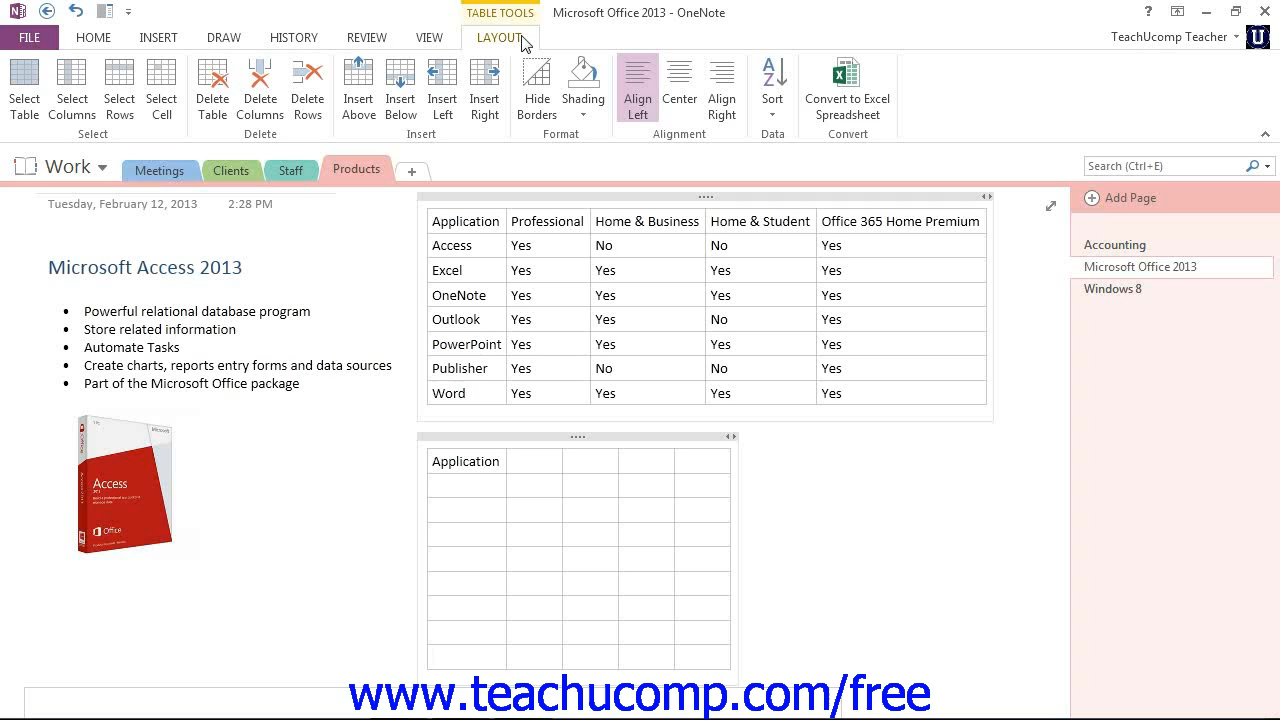 TABLE TOOLS
Microsoft Office 2013 - OneNote
?
FILE HOME INSERT DRAW HISTORY REVIEW VIEW LAYOUT
TeachUcomp Teacher
Select Table
Select Columns
Select Rows
Select Cell
Select
Delete Table
Delete Columns
Delete Rows
Delete
Insert Above
Insert Below
Insert Left
Insert Right
Insert
Hide Borders
Shading
Format
Align Left
Center
Align Right
Alignment
Sort
Data
Convert to Excel Spreadsheet
Convert
Work
Meetings
Clients
Staff
Products
Search (Ctrl+E)
Tuesday, February 12, 2013 2:28 PM
Microsoft Access 2013
• Powerful relational database program
• Store related information
• Automate Tasks
• Create charts, reports entry forms and data sources
• Part of the Microsoft Office package
Microsoft
Access
Office
Application Professional Home & Business Home & Student Office 365 Home Premium
Access Yes No No Yes
Excel Yes Yes Yes Yes
OneNote Yes Yes Yes Yes
Outlook Yes Yes No Yes
PowerPoint Yes Yes Yes Yes
Publisher Yes No No Yes
Word Yes Yes Yes Yes
Application
Add Page
Accounting
Microsoft Office 2013
Windows 8
www.teachucomp.com/free